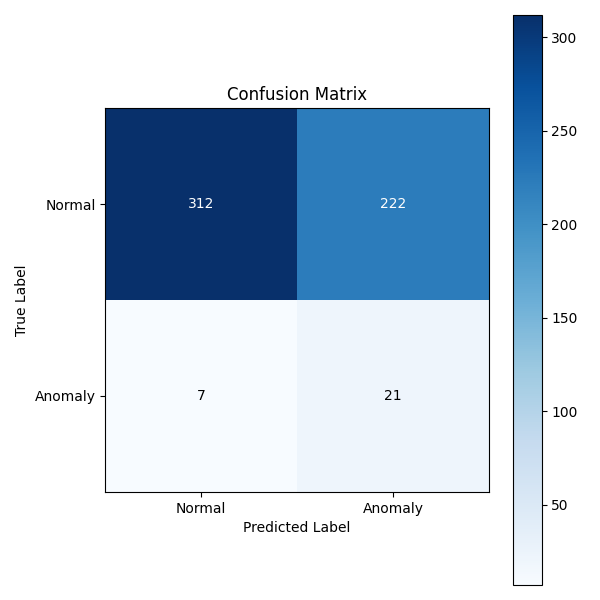 Confusion Matrix
True Label
Normal
312
222
Anomaly
7
21
Normal
Anomaly
Predicted Label
300
250
200
150
100
50